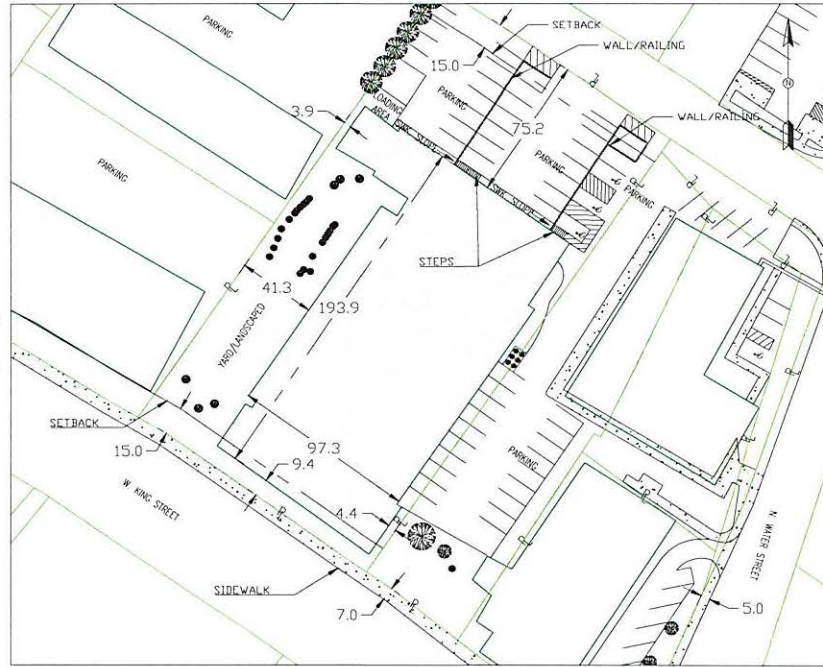 PARKING
SETBACK
WALL/RAILING
15.0
N
LOADING
AREA
PARKING
75.2
WALL/RAILING
3.9
PARKING
PARKING
PARKING
STEPS
41.3
193.9
YARD/LANDSCAPED
SETBACK
15.0
97.3
9.4
PARKING
W KING STREET
4.4
N WATER STREET
SIDEWALK
7.0
5.0